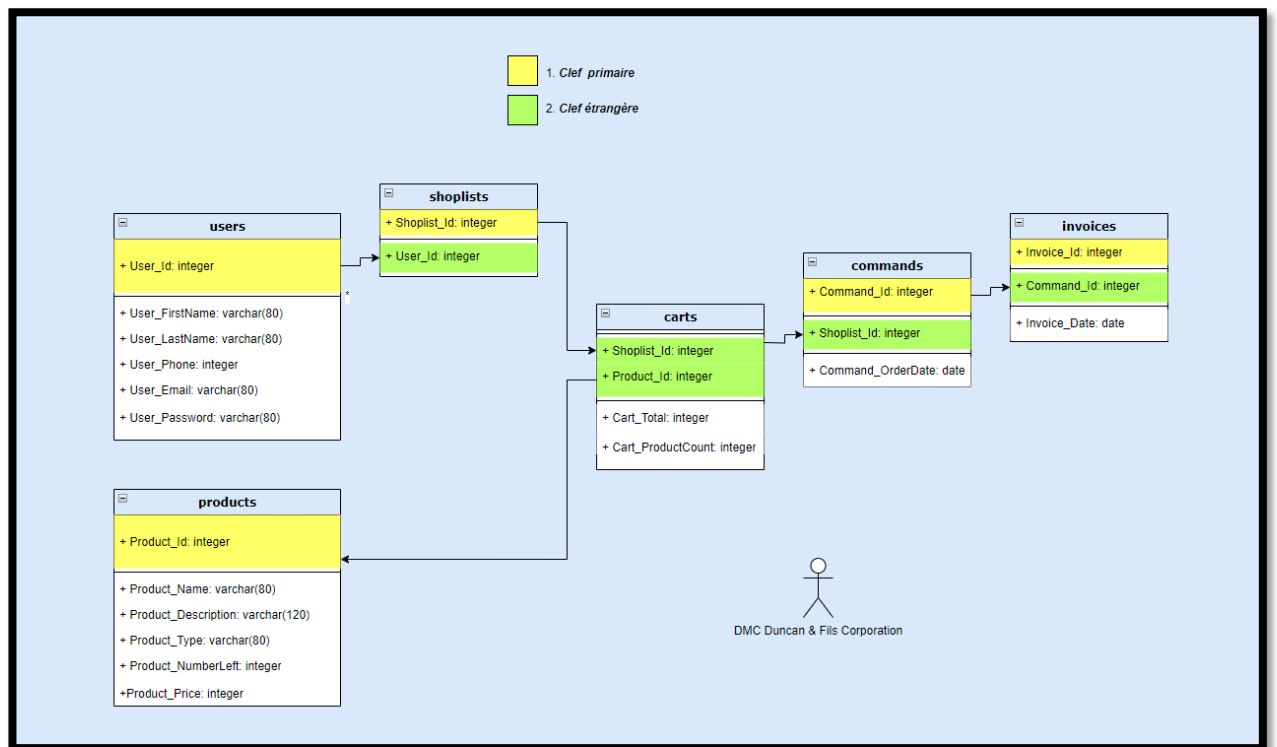 1. Clef primaire
2. Clef étrangère
users
+ User_Id: integer
*
+ User_FirstName: varchar(80)
+ User_LastName: varchar(80)
+ User_Phone: integer
+ User_Email: varchar(80)
+ User_Password: varchar(80)
shoplists
+ Shoplist_Id: integer
+ User_Id: integer
carts
+ Shoplist_Id: integer
+ Product_Id: integer
+ Cart_Total: integer
+ Cart_ProductCount: integer
commands
+ Command_Id: integer
+ Shoplist_Id: integer
+ Command_OrderDate: date
invoices
+ Invoice_Id: integer
+ Command_Id: integer
+ Invoice_Date: date
products
+ Product_Id: integer
+ Product_Name: varchar(80)
+ Product_Description: varchar(120)
+ Product_Type: varchar(80)
+ Product_NumberLeft: integer
+Product_Price: integer
DMC Duncan & Fils Corporation